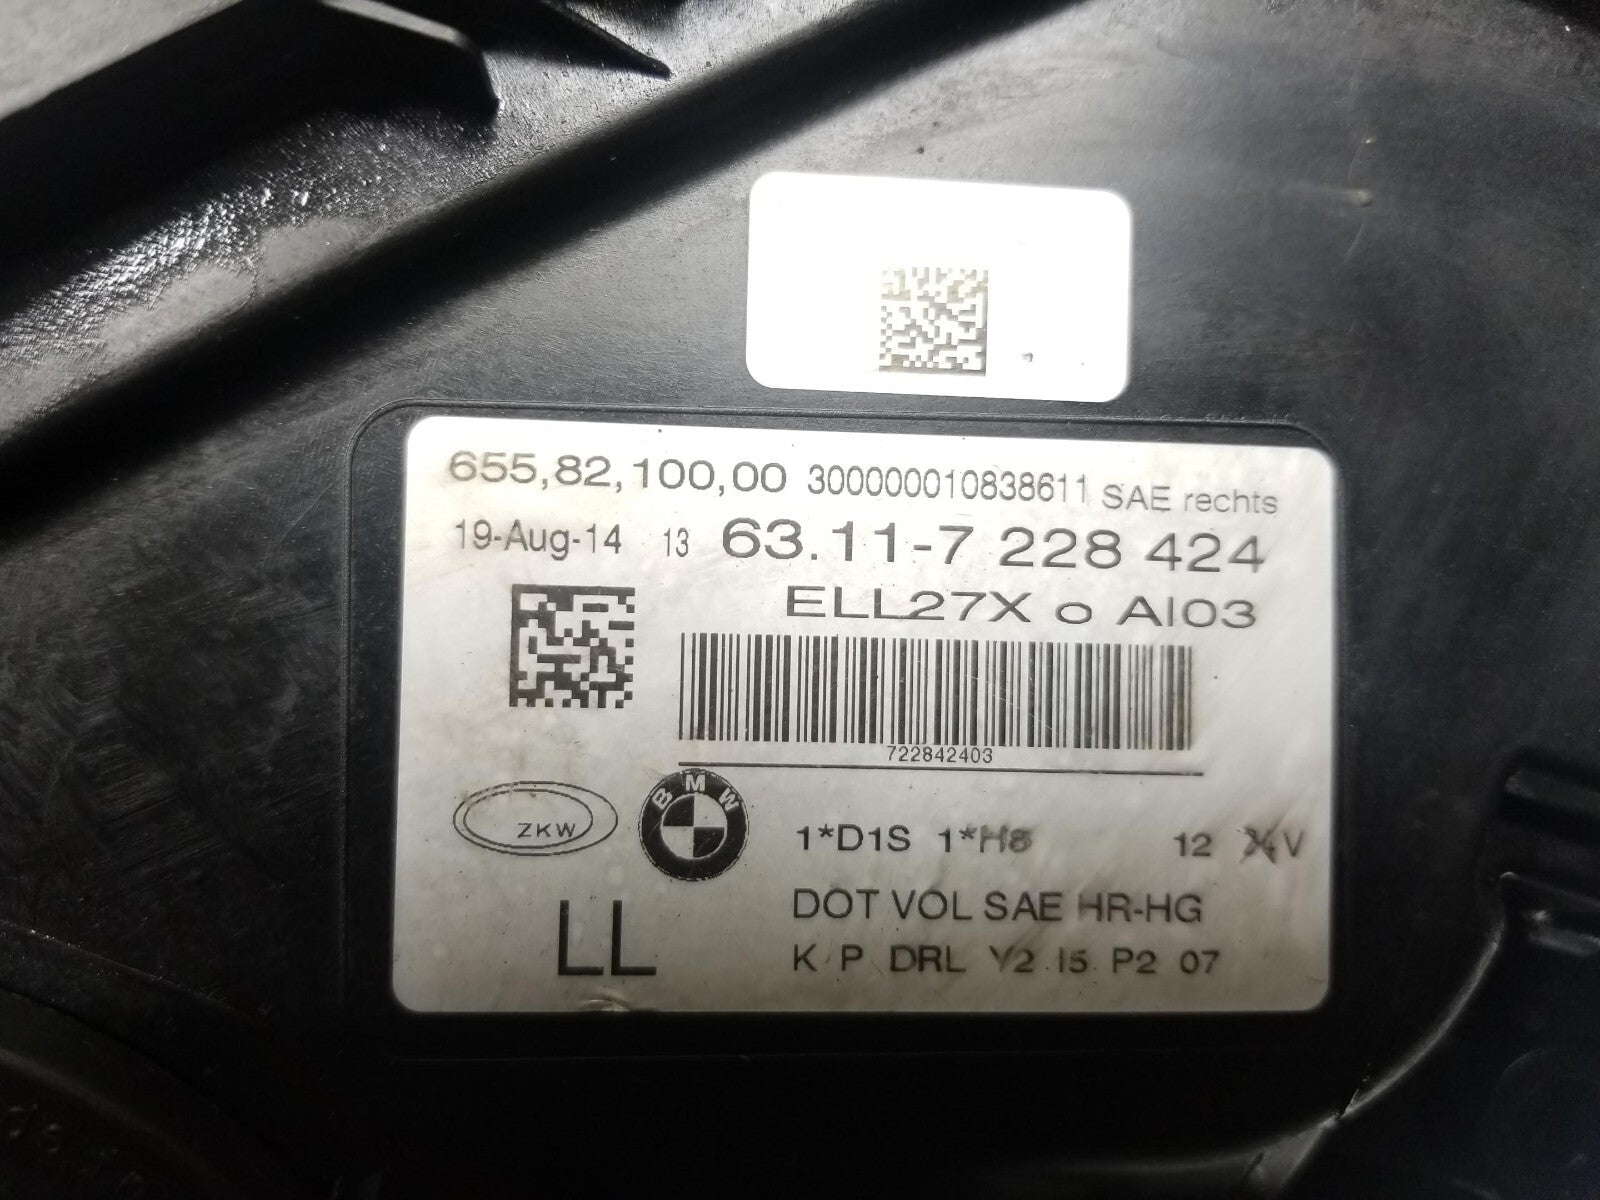 655,82,100,00 300000010838611 SAE rechts
19-Aug-14 13 63.11-7 228 424
ELL27X o AI03
722842403
ZKW
BMW
1*D1S 1*H8 12 V
DOT VOL SAE HR-HG
LL
K P DRL Y2 I5 P2 07